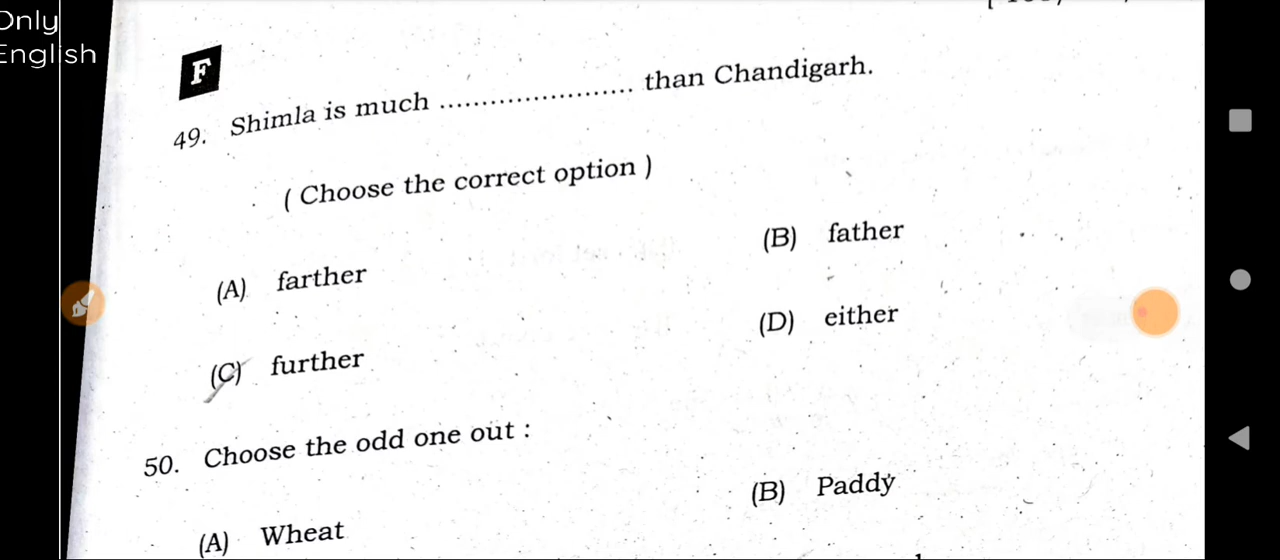 Only
English
F
49. Shimla is much ........................ than Chandigarh.
( Choose the correct option )
(A) farther
(B) father
(C) further
(D) either
50. Choose the odd one out :
(A) Wheat
(B) Paddy